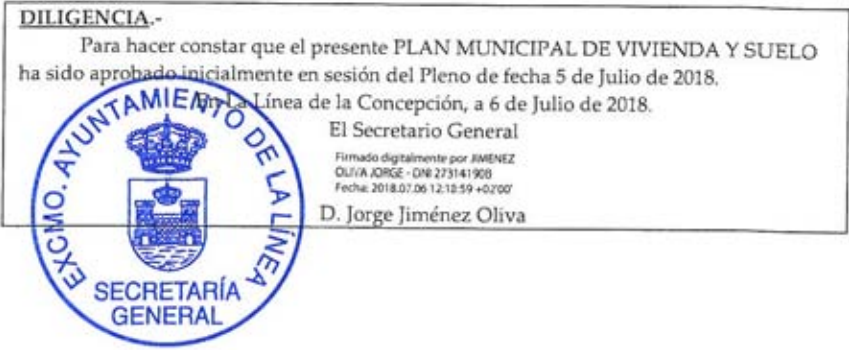 DILIGENCIA.-
Para hacer constar que el presente PLAN MUNICIPAL DE VIVIENDA Y SUELO
ha sido aprobado inicialmente en sesión del Pleno de fecha 5 de Julio de 2018.
En La Línea de la Concepción, a 6 de Julio de 2018.
El Secretario General
Firmado digitalmente por JIMENEZ
OLIVA JORGE - DNI 27314190B
Fecha: 2018.07.06 12:18:59 +02'00'
D. Jorge Jiménez Oliva
EXCMO. AYUNTAMIENTO DE LA LÍNEA
SECRETARÍA
GENERAL